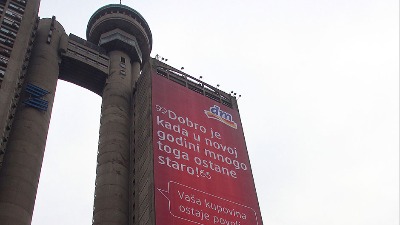 dm
„Dobro je
kada u novoj
godini mnogo
toga ostane
staro!“
Vaša kupovina
ostaje